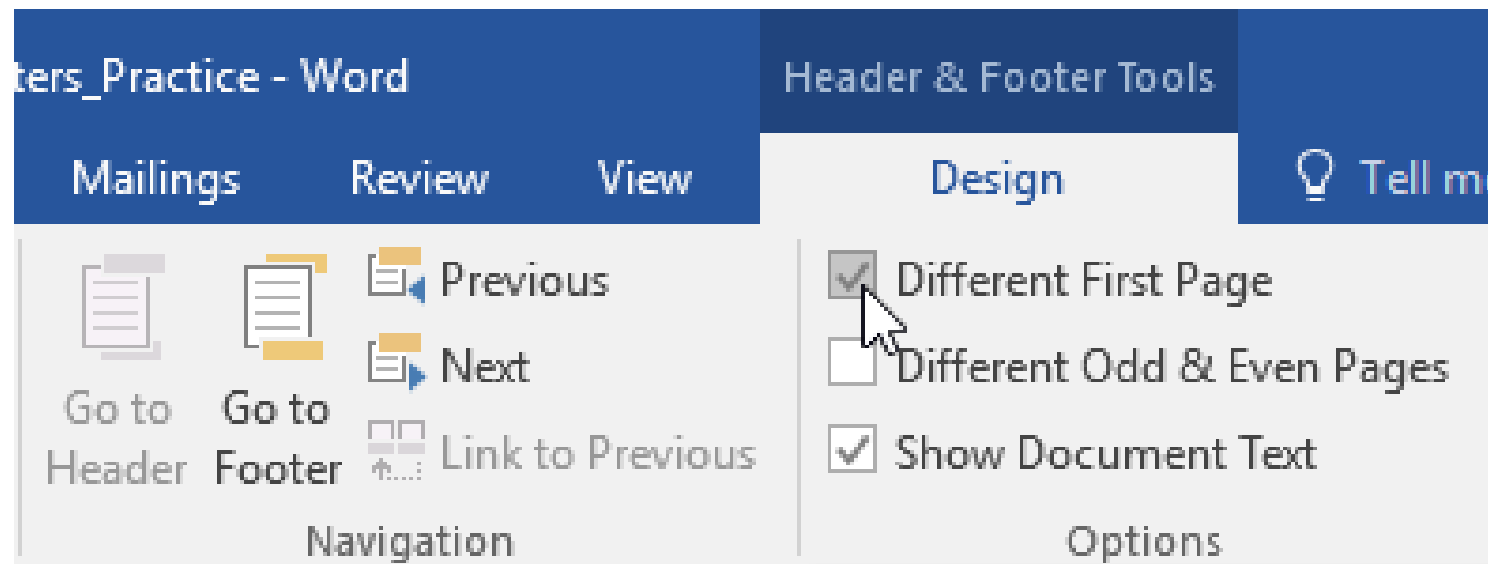 ters_Practice - Word
Header & Footer Tools
Mailings Review View Design Tell m
Go to Header
Go to Footer
Previous
Next
Link to Previous
Navigation
Different First Page
Different Odd & Even Pages
Show Document Text
Options